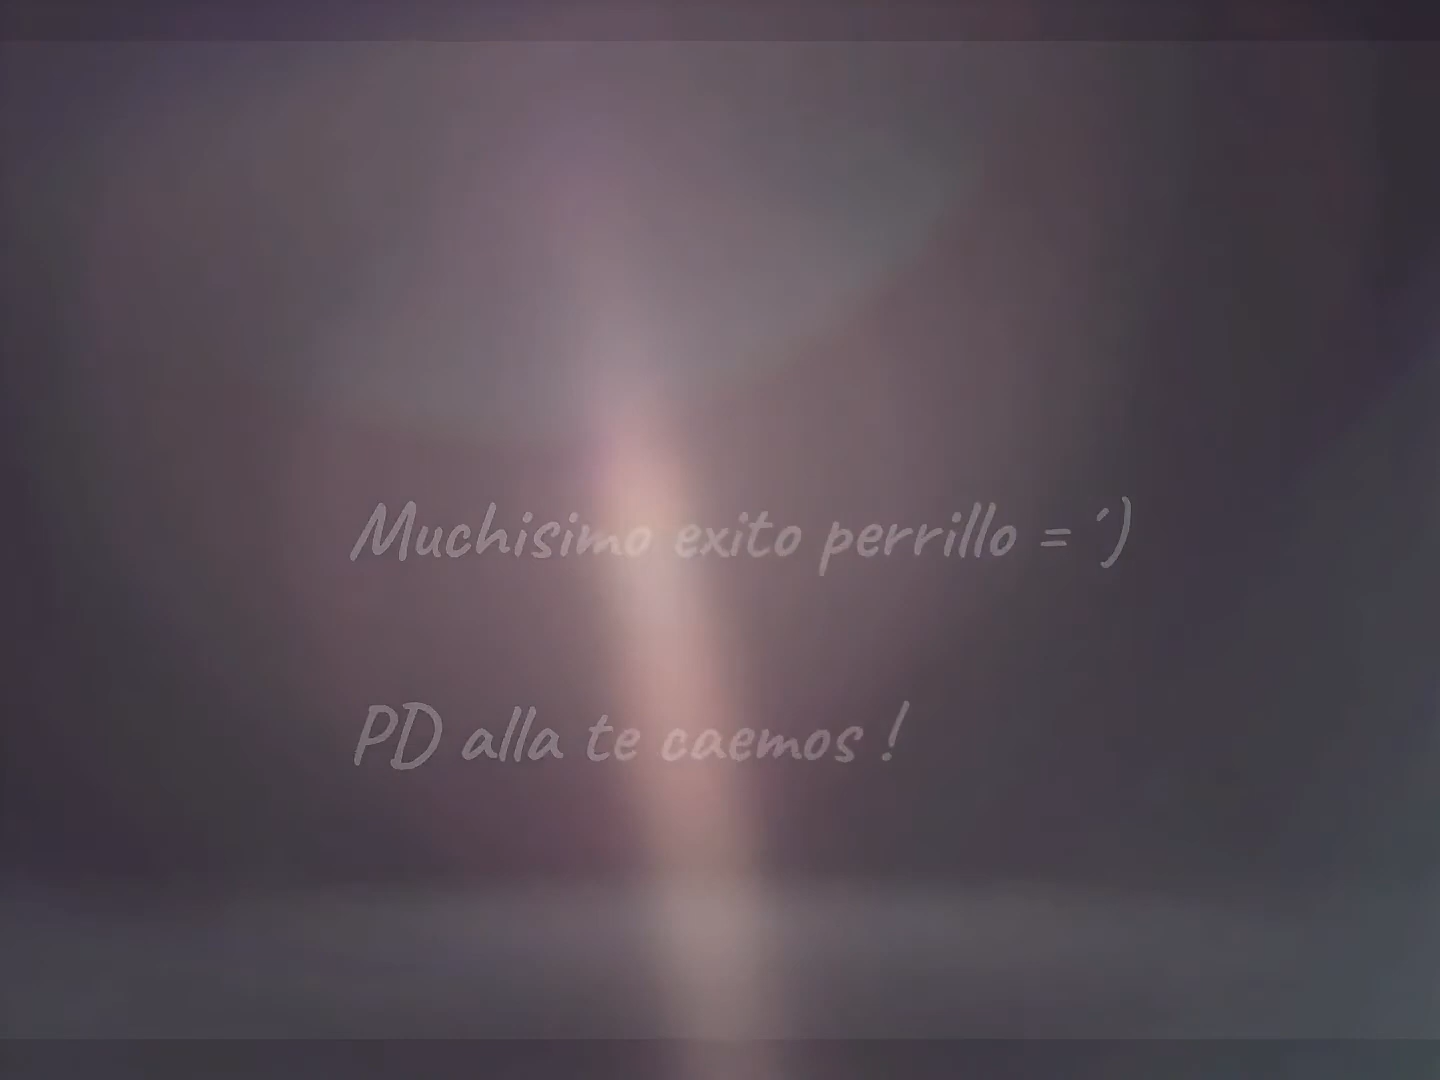 Muchisimo exito perrillo = ´)
PD alla te caemos !